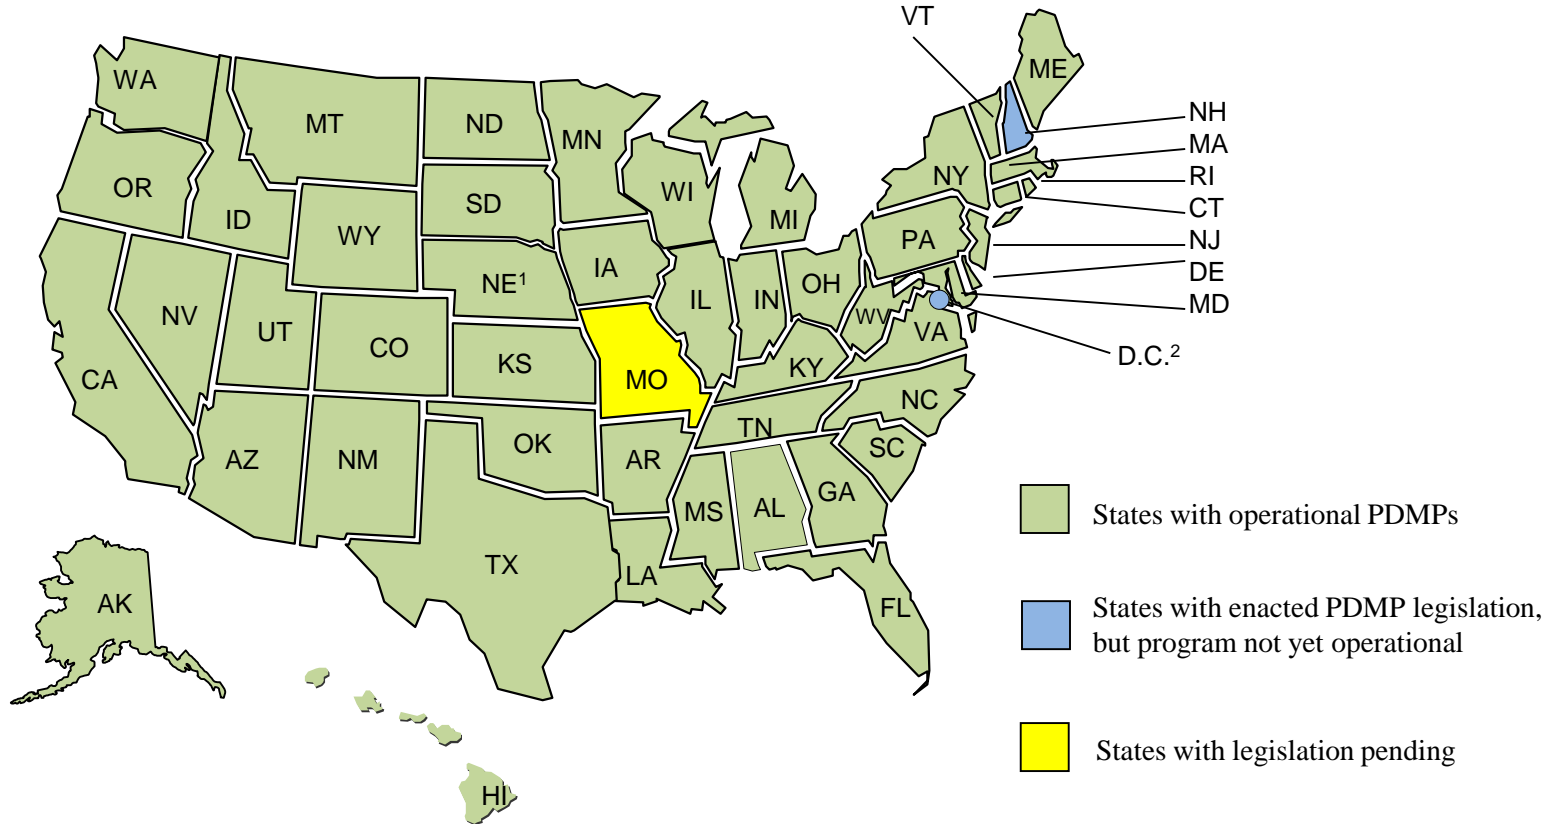 VT
ME
WA
NH
MT
ND
MN
MA
NY
RI
OR
WI
SD
CT
ID
MI
WY
PA
NJ
IA
DE
NE¹
OH
IL
IN
MD
NV
WV
VA
UT
CO
D.C.²
KS
KY
CA
MO
NC
TN
OK
SC
AZ
NM
AR
GA
MS
AL
States with operational PDMPs
TX
LA
AK
FL
States with enacted PDMP legislation,
but program not yet operational
States with legislation pending
HI